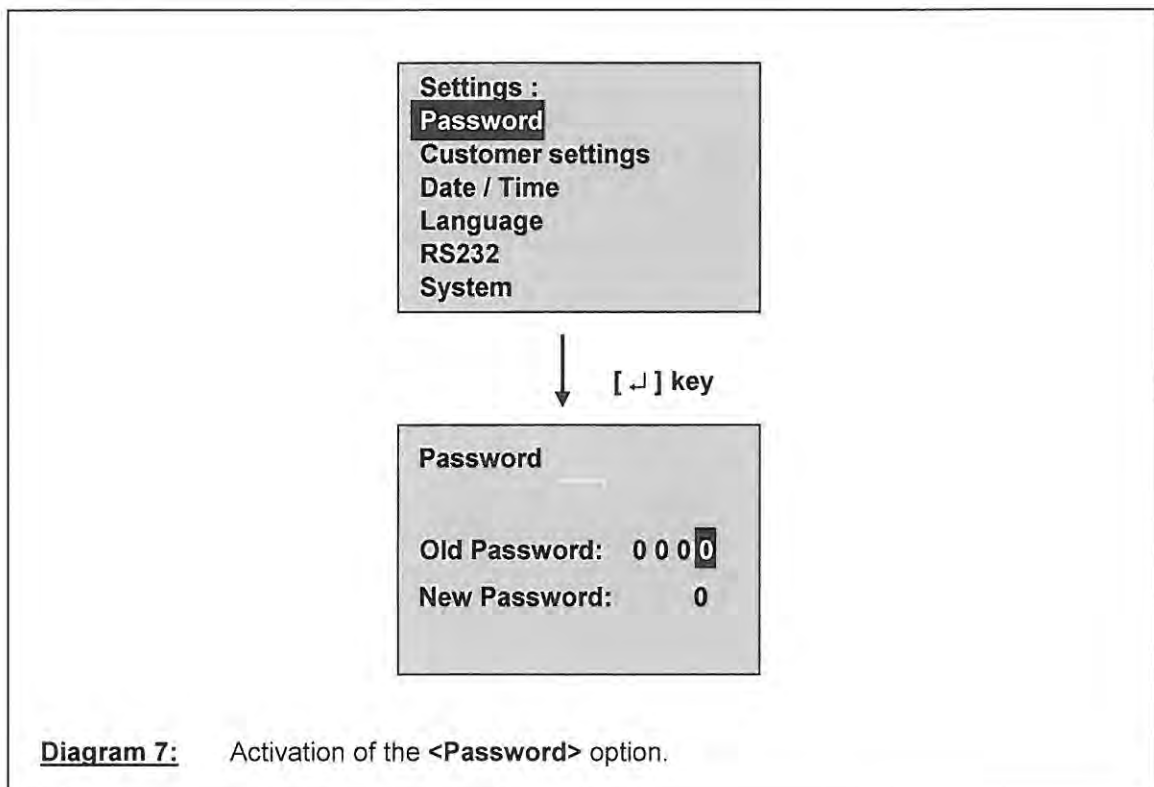 Settings :
Password
Customer settings
Date / Time
Language
RS232
System
[ ↵ ] key
Password
Old Password: 0 0 0 0
New Password: 0
Diagram 7: Activation of the <Password> option.